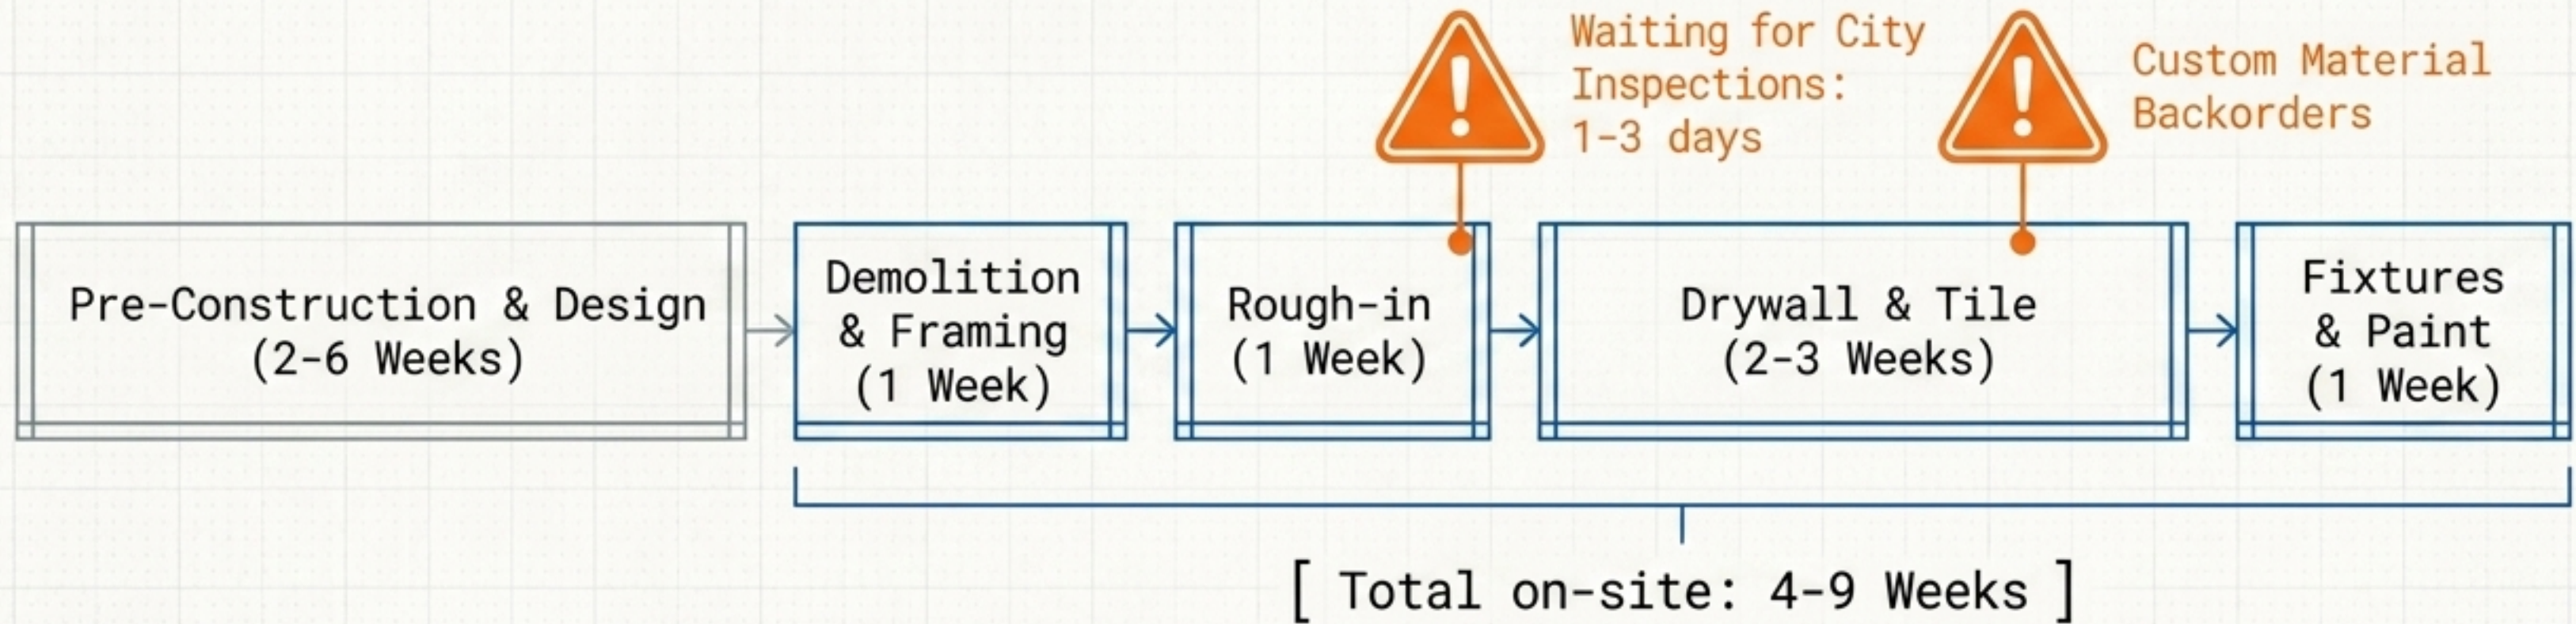 Waiting for City
Inspections:
1-3 days
Custom Material
Backorders
Pre-Construction & Design
(2-6 Weeks)
Demolition
& Framing
(1 Week)
Rough-in
(1 Week)
Drywall & Tile
(2-3 Weeks)
Fixtures
& Paint
(1 Week)
[ Total on-site: 4-9 Weeks ]